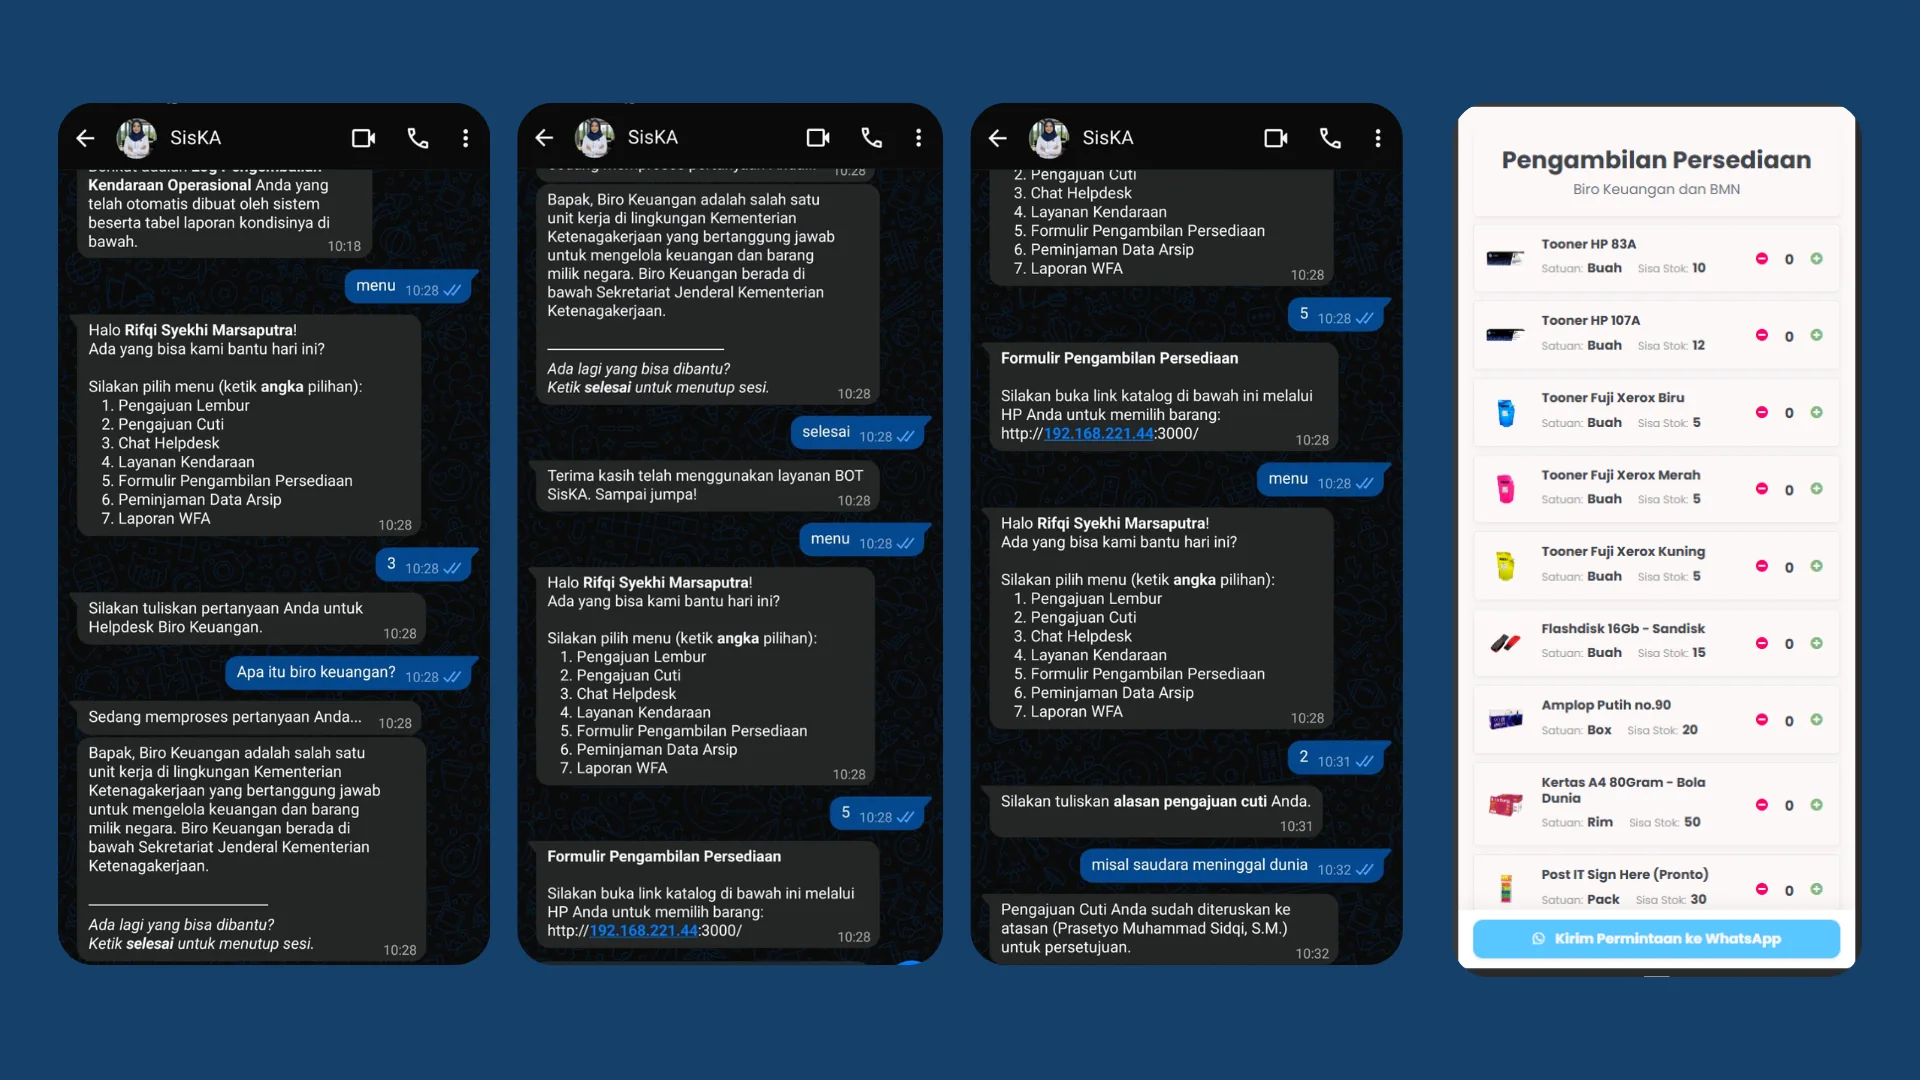 SisKA
Berikut adalah Log Pengambilan
Kendaraan Operasional Anda yang
telah otomatis dibuat oleh sistem
beserta tabel laporan kondisinya di
bawah.
10:18
menu 10:28
Halo Rifqi Syekhi Marsaputra!
Ada yang bisa kami bantu hari ini?
Silakan pilih menu (ketik angka pilihan):
1. Pengajuan Lembur
2. Pengajuan Cuti
3. Chat Helpdesk
4. Layanan Kendaraan
5. Formulir Pengambilan Persediaan
6. Peminjaman Data Arsip
7. Laporan WFA
10:28
3 10:28
Silakan tuliskan pertanyaan Anda untuk
Helpdesk Biro Keuangan.
10:28
Apa itu biro keuangan? 10:28
Sedang memproses pertanyaan Anda... 10:28
Bapak, Biro Keuangan adalah salah satu
unit kerja di lingkungan Kementerian
Ketenagakerjaan yang bertanggung jawab
untuk mengelola keuangan dan barang
milik negara. Biro Keuangan berada di
bawah Sekretariat Jenderal Kementerian
Ketenagakerjaan.
Ada lagi yang bisa dibantu?
Ketik selesai untuk menutup sesi.
10:28
SisKA
Sedang memproses pertanyaan Anda... 10:28
Bapak, Biro Keuangan adalah salah satu
unit kerja di lingkungan Kementerian
Ketenagakerjaan yang bertanggung jawab
untuk mengelola keuangan dan barang
milik negara. Biro Keuangan berada di
bawah Sekretariat Jenderal Kementerian
Ketenagakerjaan.
Ada lagi yang bisa dibantu?
Ketik selesai untuk menutup sesi.
10:28
selesai 10:28
Terima kasih telah menggunakan layanan BOT
SisKA. Sampai jumpa!
10:28
menu 10:28
Halo Rifqi Syekhi Marsaputra!
Ada yang bisa kami bantu hari ini?
Silakan pilih menu (ketik angka pilihan):
1. Pengajuan Lembur
2. Pengajuan Cuti
3. Chat Helpdesk
4. Layanan Kendaraan
5. Formulir Pengambilan Persediaan
6. Peminjaman Data Arsip
7. Laporan WFA
10:28
5 10:28
Formulir Pengambilan Persediaan
Silakan buka link katalog di bawah ini melalui
HP Anda untuk memilih barang:
http://192.168.221.44:3000/
10:28
SisKA
2. Pengajuan Cuti
3. Chat Helpdesk
4. Layanan Kendaraan
5. Formulir Pengambilan Persediaan
6. Peminjaman Data Arsip
7. Laporan WFA
10:28
5 10:28
Formulir Pengambilan Persediaan
Silakan buka link katalog di bawah ini melalui
HP Anda untuk memilih barang:
http://192.168.221.44:3000/
10:28
menu 10:28
Halo Rifqi Syekhi Marsaputra!
Ada yang bisa kami bantu hari ini?
Silakan pilih menu (ketik angka pilihan):
1. Pengajuan Lembur
2. Pengajuan Cuti
3. Chat Helpdesk
4. Layanan Kendaraan
5. Formulir Pengambilan Persediaan
6. Peminjaman Data Arsip
7. Laporan WFA
10:28
2 10:31
Silakan tuliskan alasan pengajuan cuti Anda.
10:31
misal saudara meninggal dunia 10:32
Pengajuan Cuti Anda sudah diteruskan ke
atasan (Prasetyo Muhammad Sidqi, S.M.)
untuk persetujuan.
10:32
Pengambilan Persediaan
Biro Keuangan dan BMN
Tooner HP 83A
Satuan: Buah Sisa Stok: 10
0
Tooner HP 107A
Satuan: Buah Sisa Stok: 12
0
Tooner Fuji Xerox Biru
Satuan: Buah Sisa Stok: 5
0
Tooner Fuji Xerox Merah
Satuan: Buah Sisa Stok: 5
0
Tooner Fuji Xerox Kuning
Satuan: Buah Sisa Stok: 5
0
Flashdisk 16Gb - Sandisk
Satuan: Buah Sisa Stok: 15
0
Amplop Putih no.90
Satuan: Box Sisa Stok: 20
0
Kertas A4 80Gram - Bola
Dunia
Satuan: Rim Sisa Stok: 50
0
Post IT Sign Here (Pronto)
Satuan: Pack Sisa Stok: 30
0
Kirim Permintaan ke WhatsApp